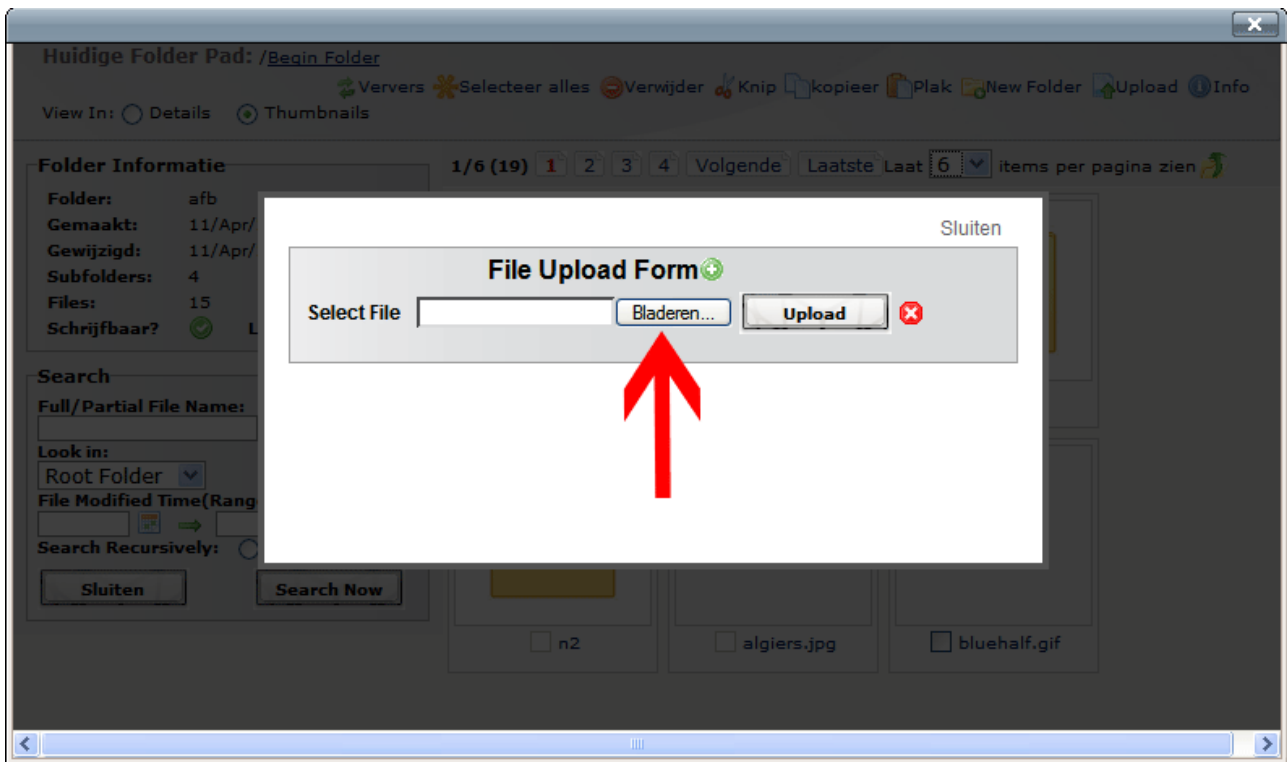 Huidige Folder Pad: /Begin Folder
Ververs Selecteer alles Verwijder Knip kopieer Plak New Folder Upload Info
View In: Details Thumbnails
Folder Informatie
1/6 (19) 1 2 3 4 Volgende Laatste Laat 6 items per pagina zien
Folder: afb
Gemaakt: 11/Apr/
Gewijzigd: 11/Apr/
Subfolders: 4
Files: 15
Schrijfbaar? L
Search
Full/Partial File Name:
Look in:
Root Folder
File Modified Time(Rang
Search Recursively:
Sluiten Search Now
Sluiten
File Upload Form
Select File Bladeren... Upload
n2 algiers.jpg bluehalf.gif